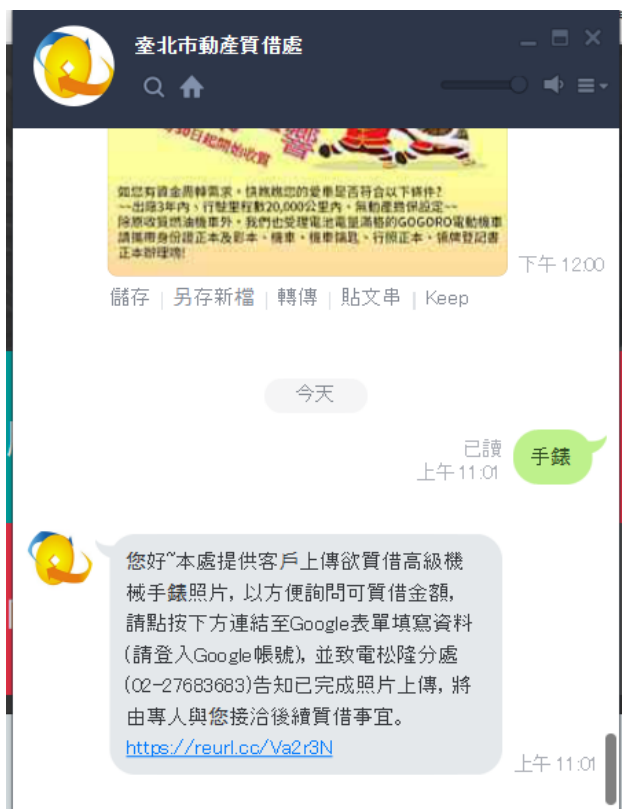 臺北市動產質借處
響
30日起開始收質
如您有資金周轉需求，快瞧瞧您的愛車是否符合以下條件?
~~出廠3年內、行駛里程數20,000公里內、無動產擔保設定~~
除原收質燃油機車外，我們也受理電池電量滿格的GOGORO電動機車
請攜帶身份證正本及影本、機車、機車鑰匙、行照正本、領牌登記書
正本辦理唷!
下午 12:00
儲存 | 另存新檔 | 轉傳 | 貼文串 | Keep
今天
已讀
上午 11:01
手錶
您好~本處提供客戶上傳欲質借高級機
械手錶照片, 以方便詢問可質借金額,
請點按下方連結至Google表單填寫資料
(請登入Google帳號), 並致電松隆分處
(02-27683683)告知已完成照片上傳, 將
由專人與您接洽後續質借事宜。
https://reurl.cc/Va2r3N
上午 11:01